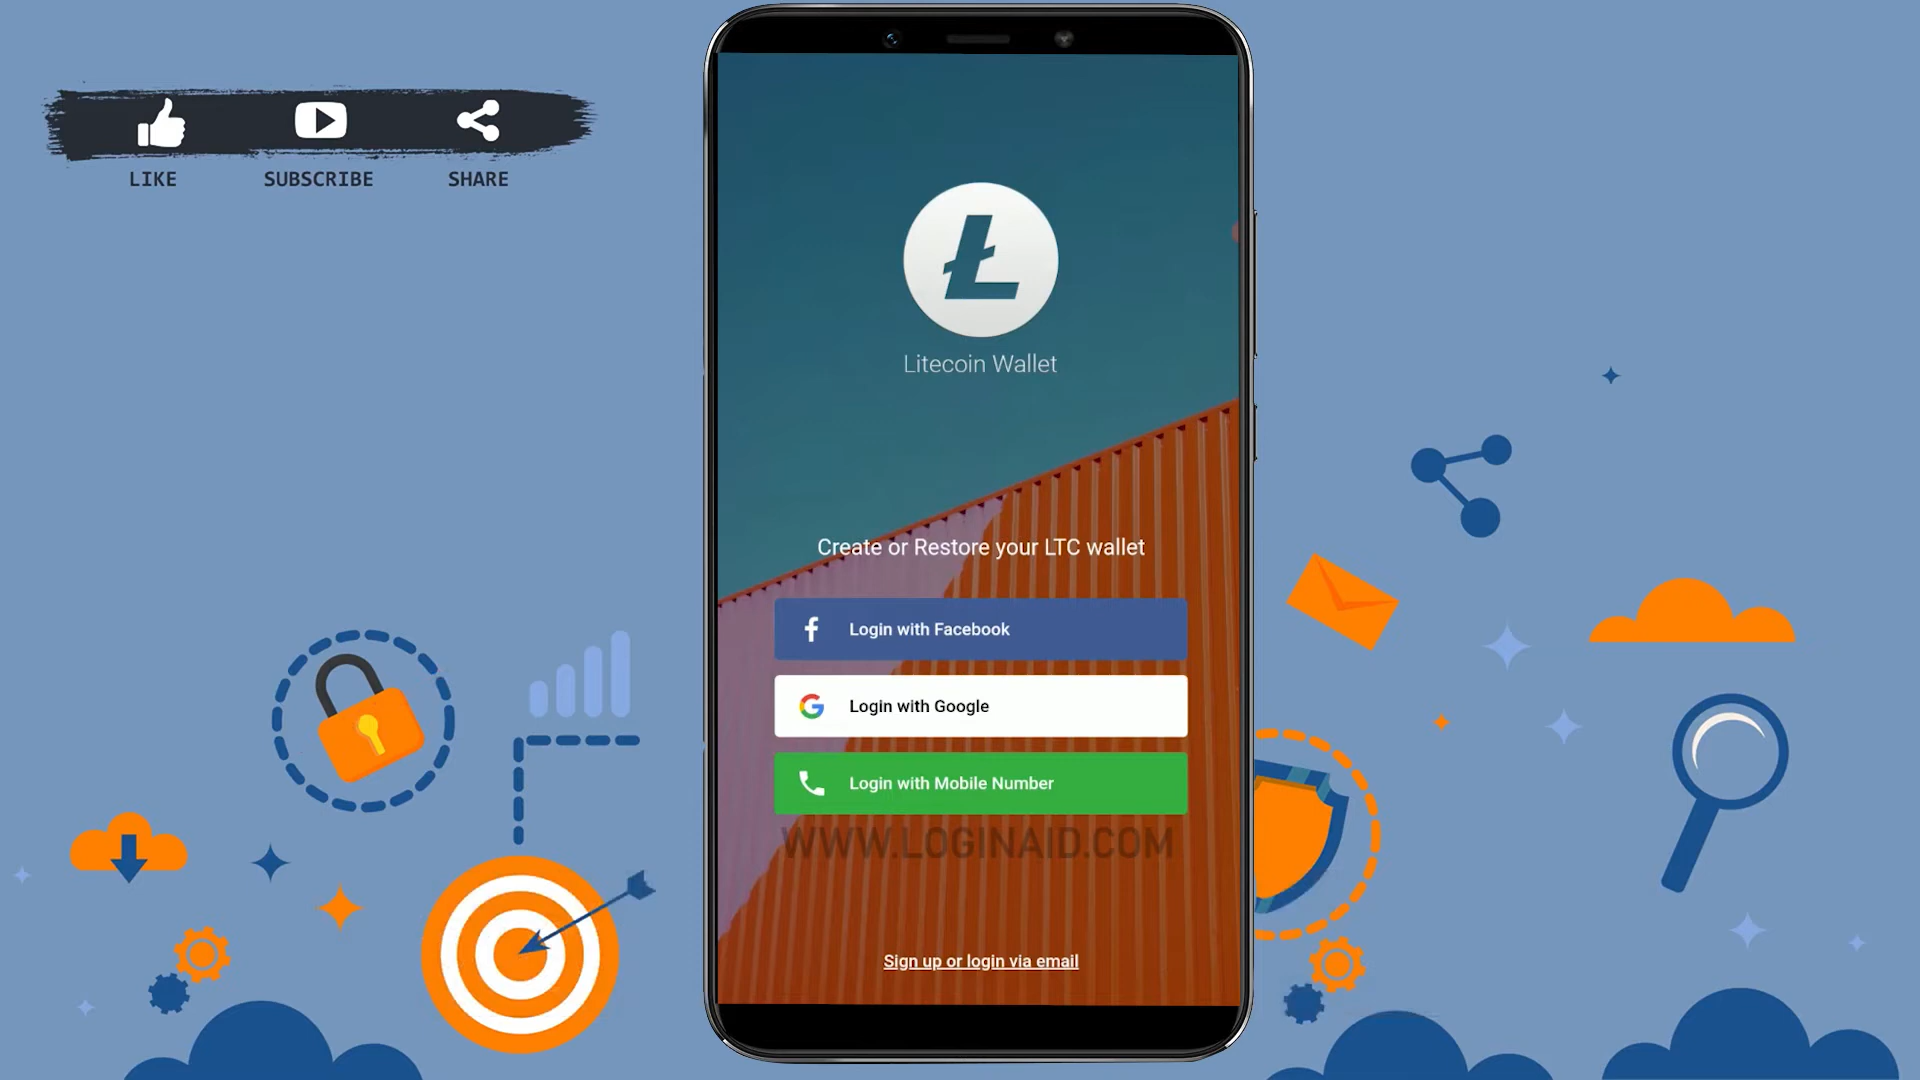 LIKE SUBSCRIBE SHARE
Litecoin Wallet
Create or Restore your LTC wallet
Login with Facebook
Login with Google
Login with Mobile Number
WWW.LOGINAID.COM
Sign up or login via email